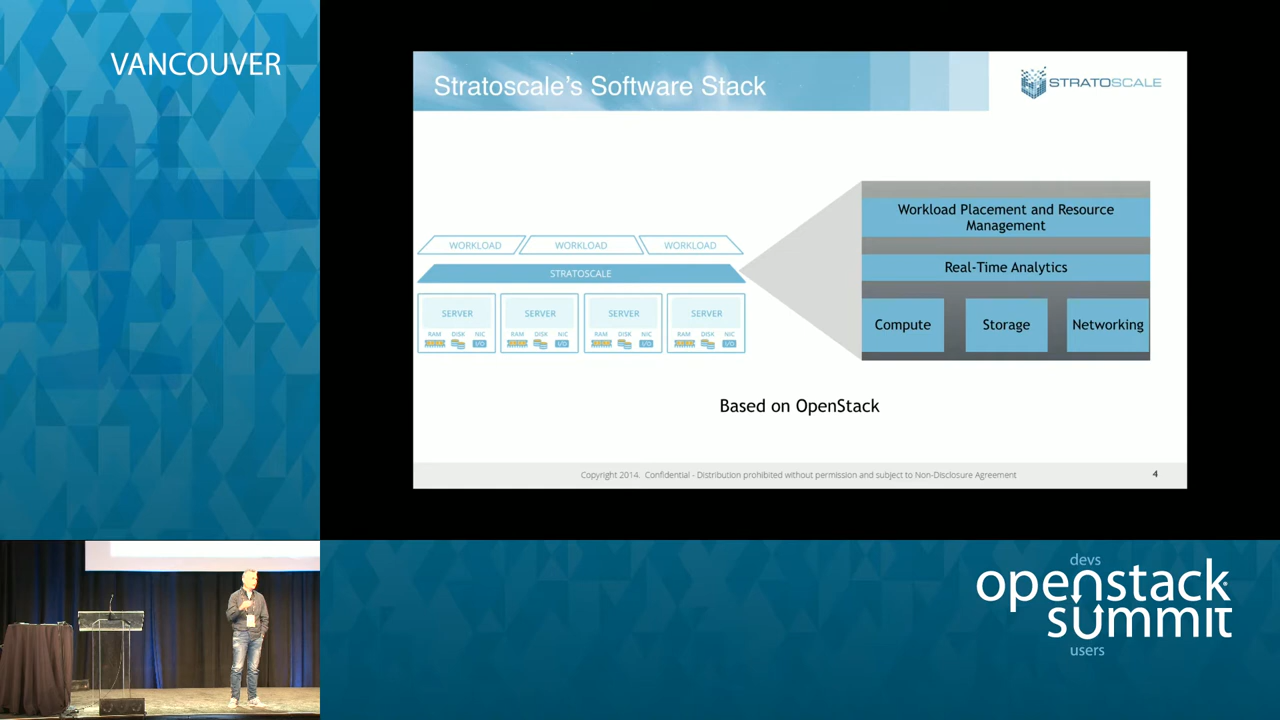 VANCOUVER
Stratoscale's Software Stack
STRATOSCALE
WORKLOAD WORKLOAD WORKLOAD
STRATOSCALE
SERVER SERVER SERVER SERVER
RAM DISK NIC RAM DISK NIC RAM DISK NIC RAM DISK NIC
I/O I/O I/O I/O
Workload Placement and Resource
Management
Real-Time Analytics
Compute Storage Networking
Based on OpenStack
Copyright 2014. Confidential - Distribution prohibited without permission and subject to Non-Disclosure Agreement
4
devs
openstack
summit
users